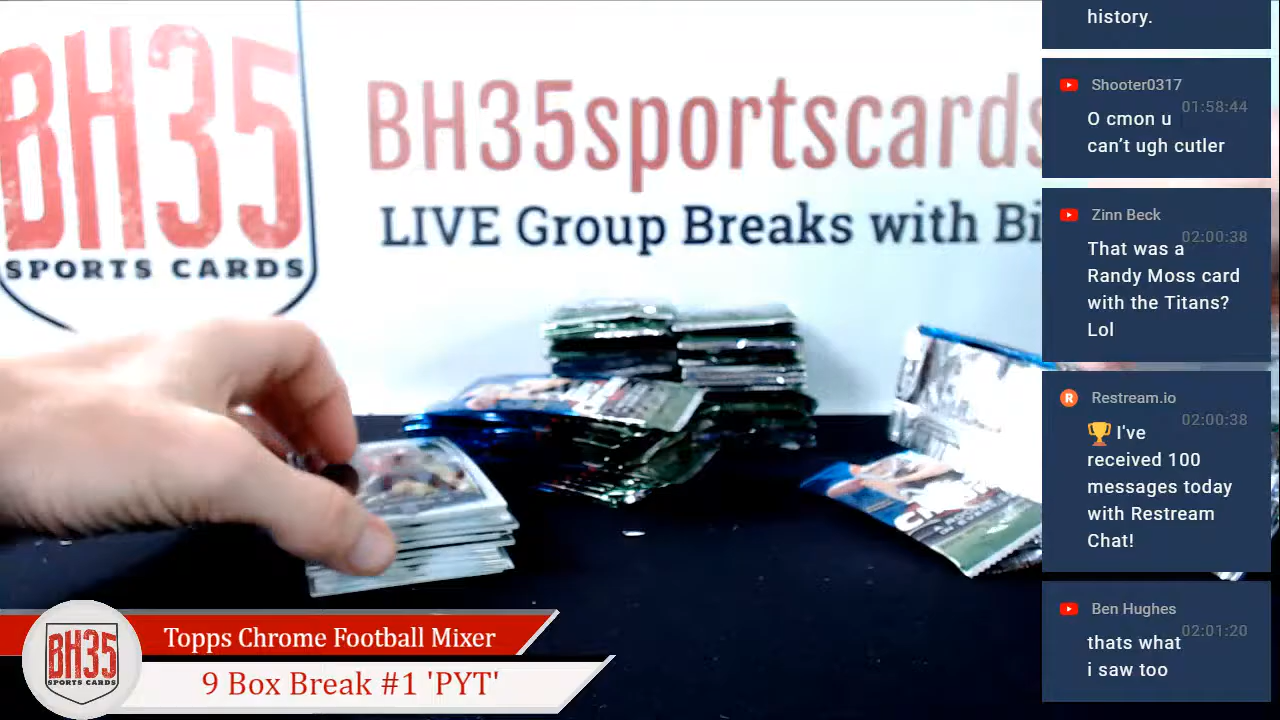 BH35
SPORTS CARDS
BH35sportscards
LIVE Group Breaks with Bi
history.
Shooter0317
01:58:44
O cmon u
can't ugh cutler
Zinn Beck
02:00:38
That was a
Randy Moss card
with the Titans?
Lol
Restream.io
02:00:38
🏆 I've
received 100
messages today
with Restream
Chat!
Ben Hughes
02:01:20
thats what
i saw too
BH35
SPORTS CARDS
Topps Chrome Football Mixer
9 Box Break #1 'PYT'